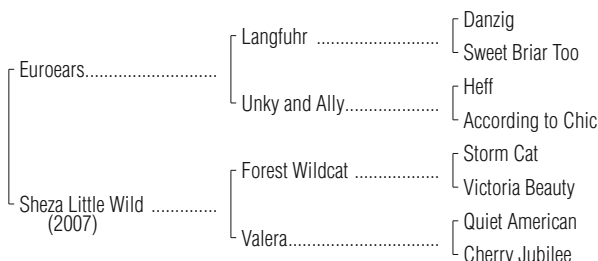 Danzig
Langfuhr ..............................
Sweet Briar Too
Euroears................................
Heff
Unky and Ally.......................
According to Chic
Storm Cat
Forest Wildcat ....................
Victoria Beauty
Sheza Little Wild ................
(2007)
Quiet American
Valera.....................................
Cherry Jubilee